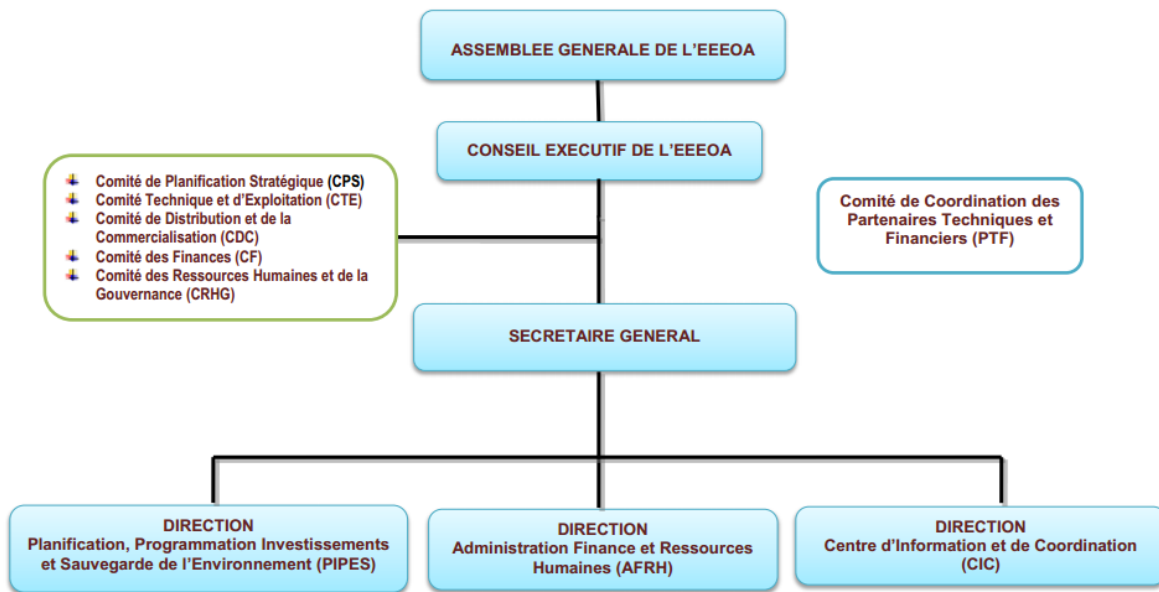 ASSEMBLEE GENERALE DE L'EEEOA
CONSEIL EXECUTIF DE L'EEEOA
Comité de Planification Stratégique (CPS)
Comité Technique et d'Exploitation (CTE)
Comité de Distribution et de la
Commercialisation (CDC)
Comité des Finances (CF)
Comité des Ressources Humaines et de la
Gouvernance (CRHG)
Comité de Coordination des
Partenaires Techniques et
Financiers (PTF)
SECRETAIRE GENERAL
DIRECTION
Planification, Programmation Investissements
et Sauvegarde de l'Environnement (PIPES)
DIRECTION
Administration Finance et Ressources
Humaines (AFRH)
DIRECTION
Centre d'Information et de Coordination
(CIC)